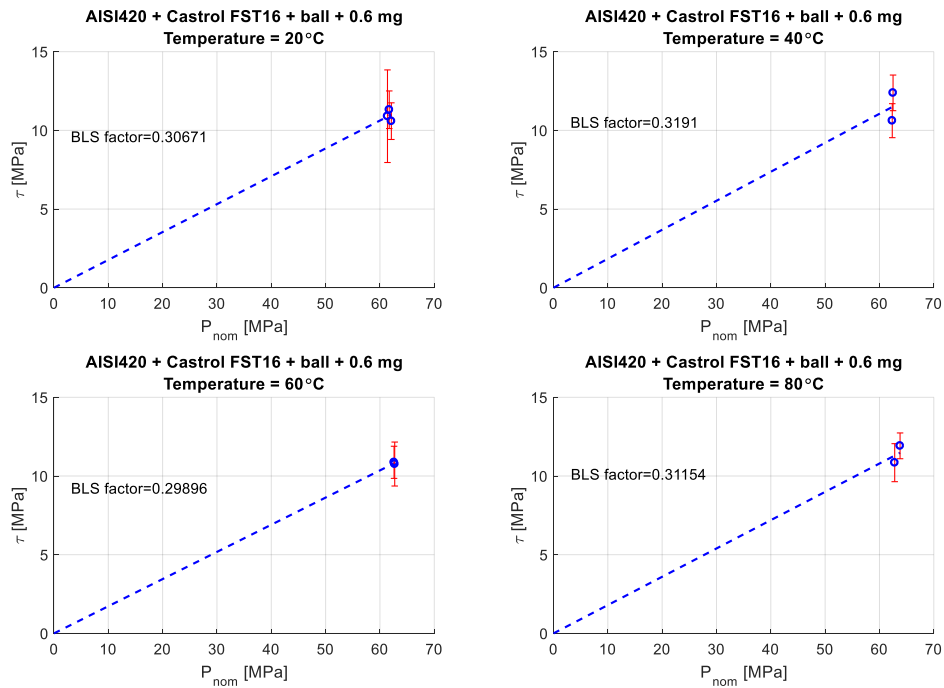 AISI420 + Castrol FST16 + ball + 0.6 mg
Temperature = 20°C
15
10
5
0
τ [MPa]
BLS factor=0.30671
0 10 20 30 40 50 60 70
P_nom [MPa]
AISI420 + Castrol FST16 + ball + 0.6 mg
Temperature = 40°C
15
10
5
0
τ [MPa]
BLS factor=0.3191
0 10 20 30 40 50 60 70
P_nom [MPa]
AISI420 + Castrol FST16 + ball + 0.6 mg
Temperature = 60°C
15
10
5
0
τ [MPa]
BLS factor=0.29896
0 10 20 30 40 50 60 70
P_nom [MPa]
AISI420 + Castrol FST16 + ball + 0.6 mg
Temperature = 80°C
15
10
5
0
τ [MPa]
BLS factor=0.31154
0 10 20 30 40 50 60 70
P_nom [MPa]